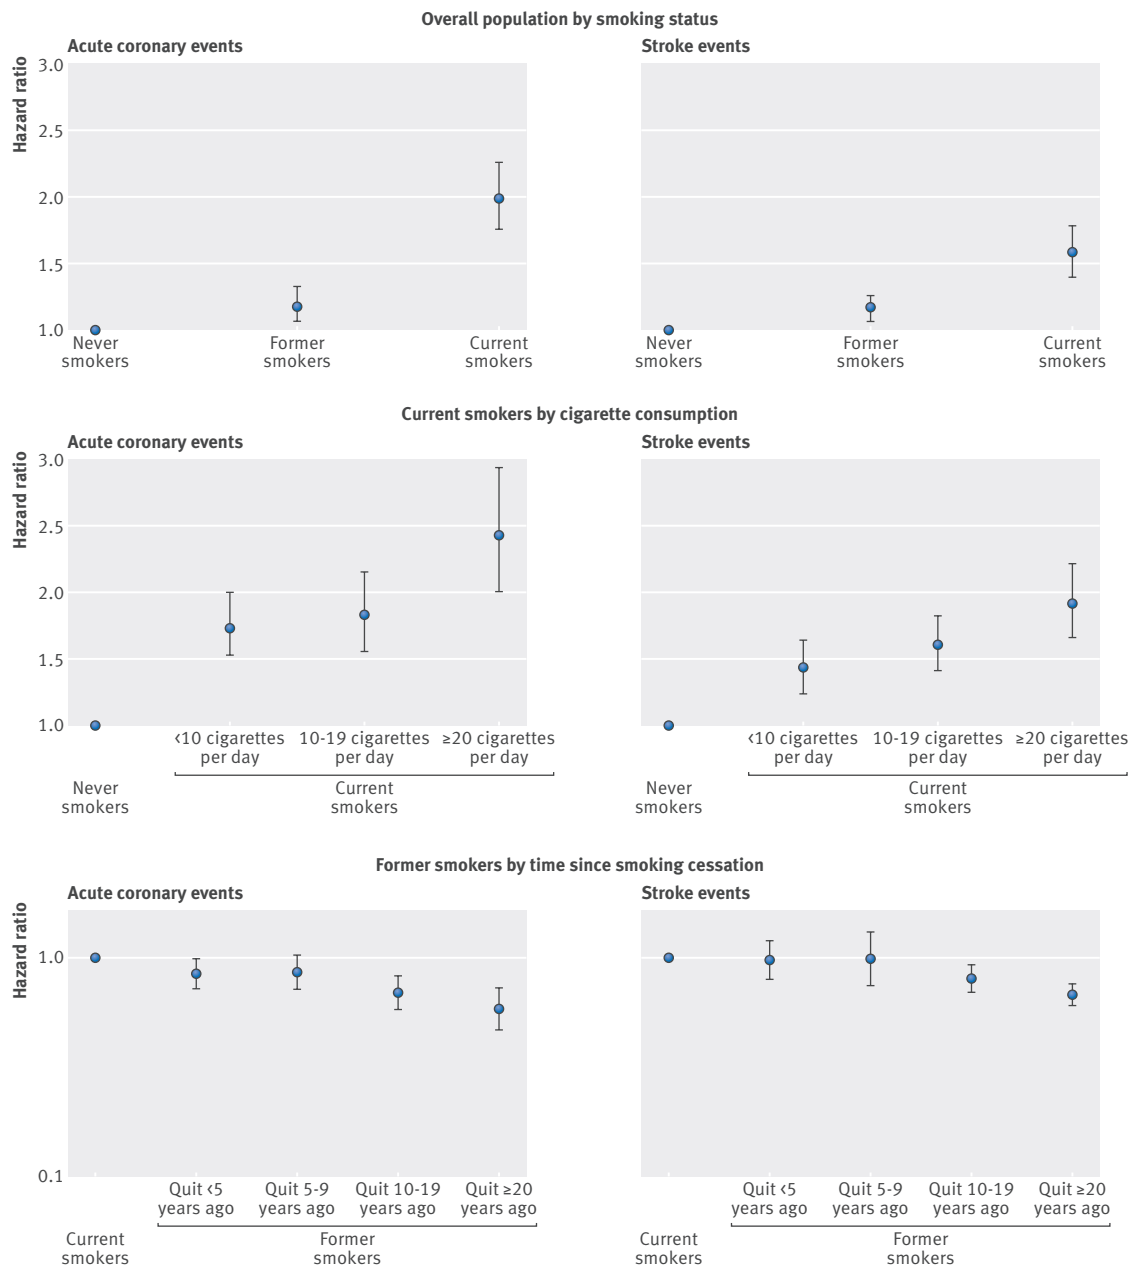 Overall population by smoking status
Acute coronary events
Stroke events
Hazard ratio
3.0
2.5
2.0
1.5
1.0
Never
smokers
Former
smokers
Current
smokers
Never
smokers
Former
smokers
Current
smokers
Current smokers by cigarette consumption
Acute coronary events
Stroke events
Hazard ratio
3.0
2.5
2.0
1.5
1.0
<10 cigarettes
per day
10-19 cigarettes
per day
≥20 cigarettes
per day
Never
smokers
Current
smokers
<10 cigarettes
per day
10-19 cigarettes
per day
≥20 cigarettes
per day
Never
smokers
Current
smokers
Former smokers by time since smoking cessation
Acute coronary events
Stroke events
Hazard ratio
1.0
0.1
Quit <5
years ago
Quit 5-9
years ago
Quit 10-19
years ago
Quit ≥20
years ago
Current
smokers
Former
smokers
Quit <5
years ago
Quit 5-9
years ago
Quit 10-19
years ago
Quit ≥20
years ago
Current
smokers
Former
smokers